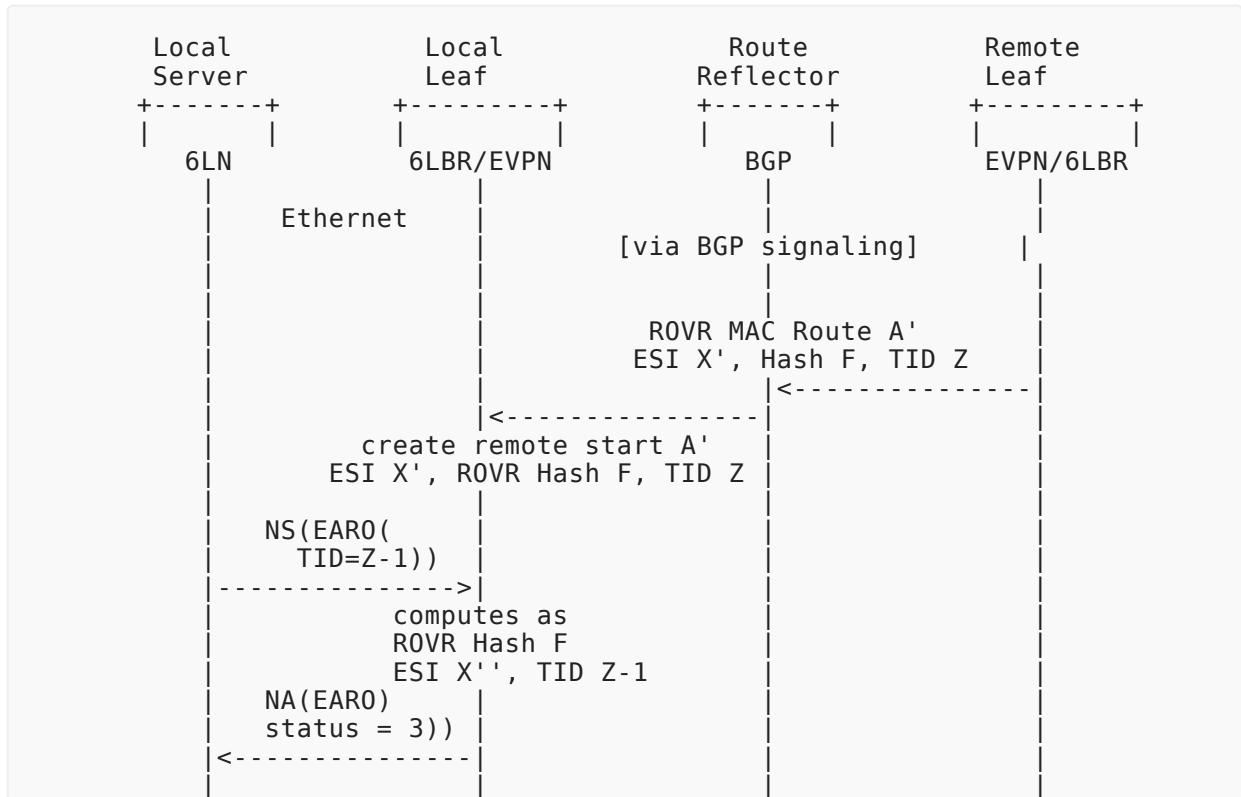 Local Local Route Remote
Server Leaf Reflector Leaf
+-------+ +---------+ +-------+ +---------+
| | | | | | | |
6LN 6LBR/EVPN BGP EVPN/6LBR
| | | |
| Ethernet | | |
| | [via BGP signaling] |
| | | |
| | | |
| | ROVR MAC Route A' |
| | ESI X', Hash F, TID Z |
| | |<---------------|
| |<----------------| |
| create remote start A' |
| ESI X', ROVR Hash F, TID Z | |
| | | |
| NS(EARO( | | |
| TID=Z-1)) | | |
|--------------->| | |
| computes as | |
| ROVR Hash F | |
| ESI X'', TID Z-1 | |
| NA(EARO) | | |
| status = 3)) | | |
|<---------------| | |
| | | |